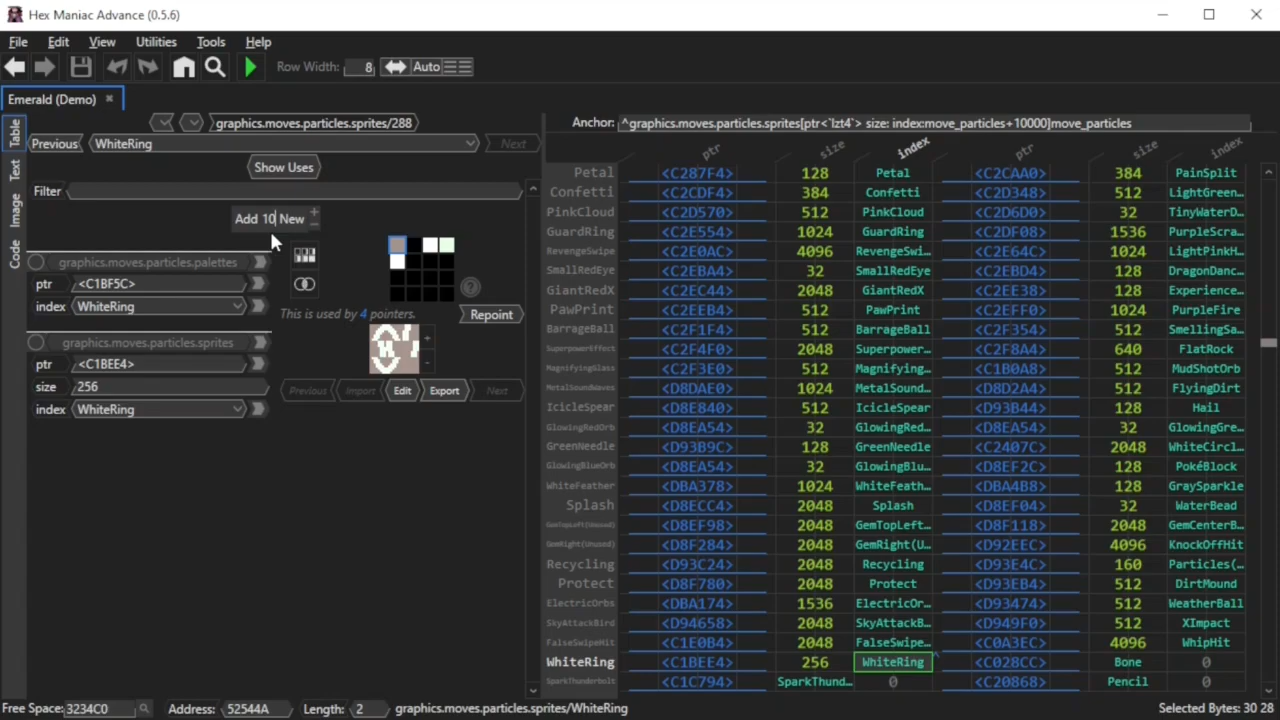 Hex Maniac Advance (0.5.6)
File Edit View Utilities Tools Help
Row Width: 8 Auto
Emerald (Demo)
Table
Text
Image
Code
graphics.moves.particles.sprites/288
Previous WhiteRing Next
Show Uses
Filter
Add 10 New
graphics.moves.particles.palettes
ptr <C1BF5C>
index WhiteRing
This is used by 4 pointers. Repoint
graphics.moves.particles.sprites
ptr <C1BEE4>
size 256
index WhiteRing
Previous Import Edit Export Next
Anchor: ^graphics.moves.particles.sprites[ptr<`lzt4`> size: index:move_particles+10000]move_particles
ptr size index ptr size index
Petal <C287F4> 128 Petal <C2CAA0> 384 PainSplit
Confetti <C2CDF4> 384 Confetti <C2D348> 512 LightGreen…
PinkCloud <C2D570> 512 PinkCloud <C2D6D0> 32 TinyWaterD…
GuardRing <C2E554> 1024 GuardRing <C2DF08> 1536 PurpleScra…
RevengeSwipe <C2E0AC> 4096 RevengeSwi… <C2E64C> 1024 LightPinkH…
SmallRedEye <C2EBA4> 32 SmallRedEye <C2EBD4> 128 DragonDanc…
GiantRedX <C2EC44> 2048 GiantRedX <C2EE38> 128 Experience…
PawPrint <C2EEB4> 512 PawPrint <C2EFF0> 1024 PurpleFire
BarrageBall <C2F1F4> 512 BarrageBall <C2F354> 512 SmellingSa…
SuperpowerEffect <C2F4F0> 2048 Superpower… <C2F8A4> 640 FlatRock
MagnifyingGlass <C2F3E0> 512 Magnifying… <C1B0A8> 512 MudShotOrb
MetalSoundWaves <D8DAE0> 1024 MetalSound… <D8D2A4> 512 FlyingDirt
IcicleSpear <D8E840> 512 IcicleSpear <D93B44> 128 Hail
GlowingRedOrb <D8EA54> 32 GlowingRed… <D8EA54> 32 GlowingGre…
GreenNeedle <D93B9C> 128 GreenNeedle <C2407C> 2048 WhiteCircl…
GlowingBlueOrb <D8EA54> 32 GlowingBlu… <D8EF2C> 128 PokéBlock
WhiteFeather <DBA378> 1024 WhiteFeath… <DBA4B8> 128 GraySparkle
Splash <D8ECC4> 2048 Splash <D8EF04> 32 WaterBead
GemTopLeft(Unused) <D8EF98> 2048 GemTopLeft… <D8F118> 2048 GemCenterB…
GemRight(Unused) <D8F284> 2048 GemRight(U… <D92EEC> 4096 KnockOffHit
Recycling <D93C24> 2048 Recycling <D93E4C> 160 Particles(…
Protect <D8F780> 2048 Protect <D93EB4> 512 DirtMound
ElectricOrbs <DBA174> 1536 ElectricOr… <D93474> 512 WeatherBall
SkyAttackBird <D94658> 2048 SkyAttackB… <D949F0> 512 XImpact
FalseSwipeHit <C1E0B4> 2048 FalseSwipe… <C0A3EC> 4096 WhipHit
WhiteRing <C1BEE4> 256 WhiteRing <C028CC> Bone 0
SparkThunderbolt <C1C794> SparkThund… 0 <C20868> Pencil 0
Free Space: 3234C0 Address: 52544A Length: 2 graphics.moves.particles.sprites/WhiteRing Selected Bytes: 30 28